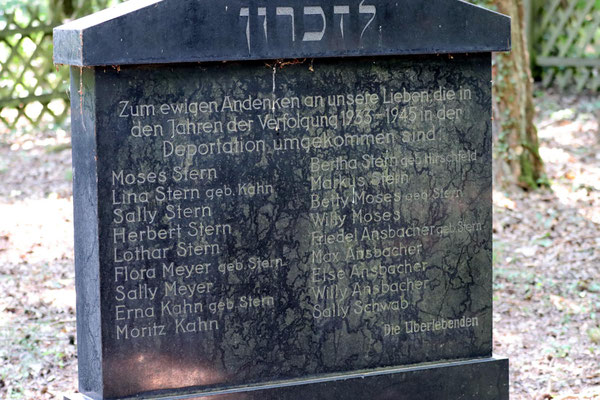 לזכרון
Zum ewigen Andenken an unsere Lieben, die in
den Jahren der Verfolgung 1933 - 1945 in der
Deportation umgekommen sind
Moses Stern
Lina Stern geb. Kahn
Sally Stern
Herbert Stern
Lothar Stern
Flora Meyer geb. Stern
Sally Meyer
Erna Kahn geb. Stern
Moritz Kahn
Bertha Stern geb. Hirschfeld
Markus Stern
Betty Moses geb. Stern
Willy Moses
Friedel Ansbacher geb. Stern
Max Ansbacher
Else Ansbacher
Willy Ansbacher
Sally Schwab
Die Überlebenden